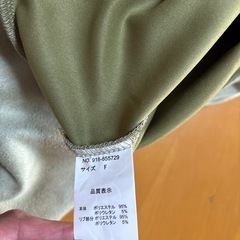 NO. 918-655729
サイズ F
品質表示
本体 ポリエステル 95%
ポリウレタン 5%
リブ部分 ポリエステル 95%
ポリウレタン 5%